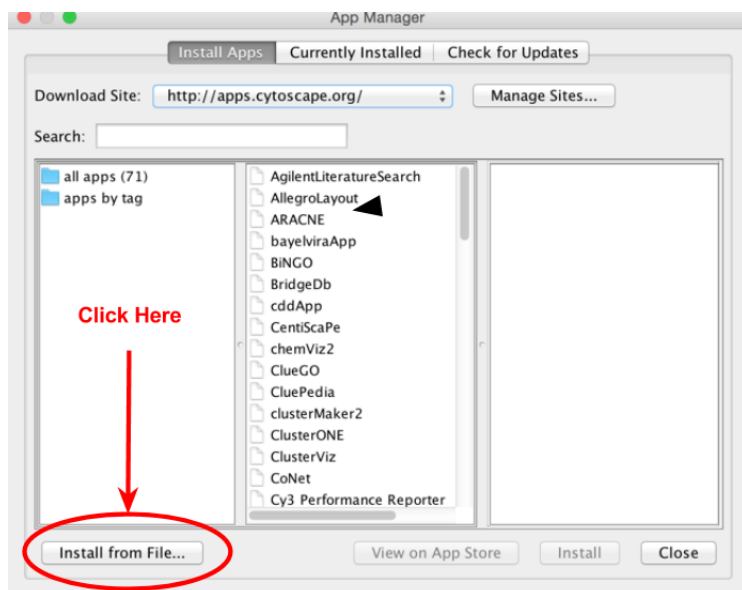 App Manager
Install Apps Currently Installed Check for Updates
Download Site: http://apps.cytoscape.org/ Manage Sites...
Search:
all apps (71)
apps by tag
AgilentLiteratureSearch
AllegroLayout
ARACNE
bayelviraApp
BiNGO
BridgeDb
cddApp
CentiScaPe
chemViz2
ClueGO
CluePedia
clusterMaker2
ClusterONE
ClusterViz
CoNet
Cy3 Performance Reporter
Click Here
Install from File... View on App Store Install Close